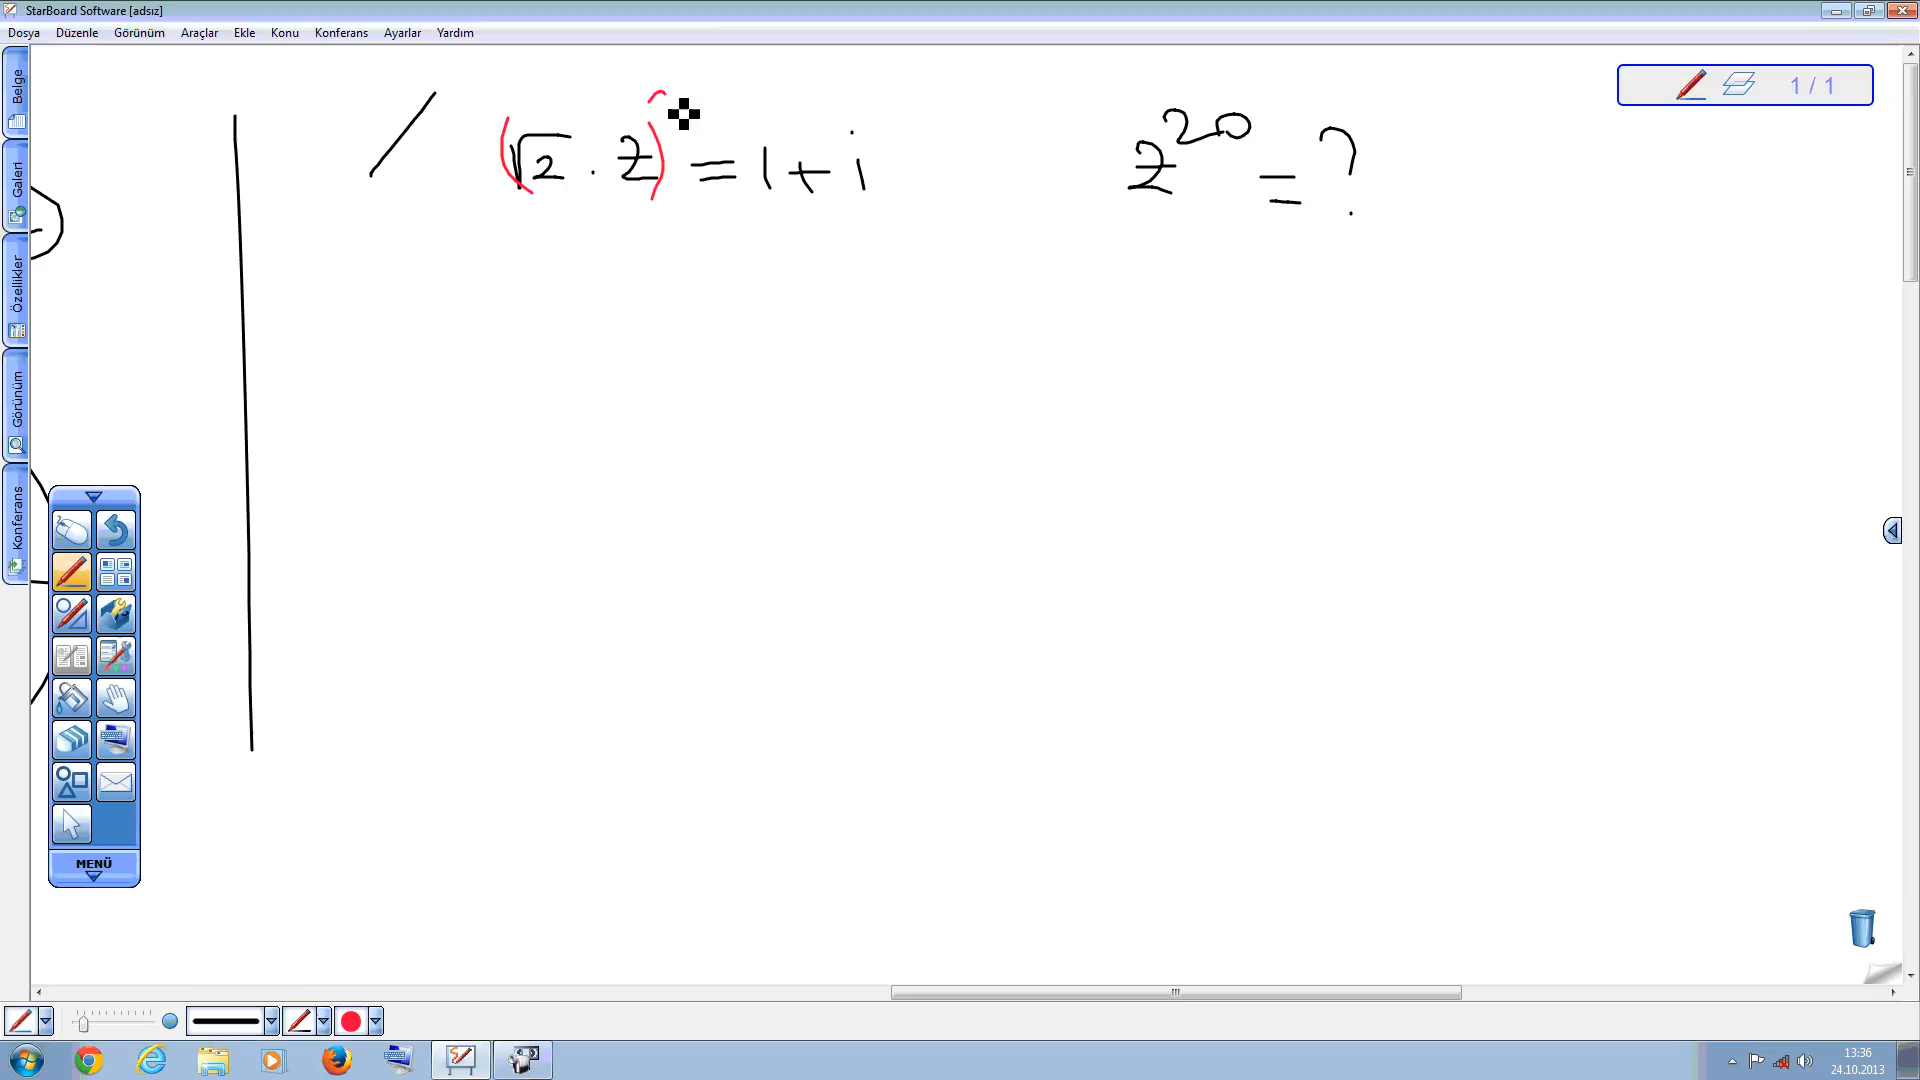 StarBoard Software [adsız]
Dosya Düzenle Görünüm Araçlar Ekle Konu Konferans Ayarlar Yardım
Belge
Galeri
Özellikler
Görünüm
Konferans
1 / 1
(√2 . z) = 1 + i
z²⁰ = ?
MENÜ
13:36
24.10.2013